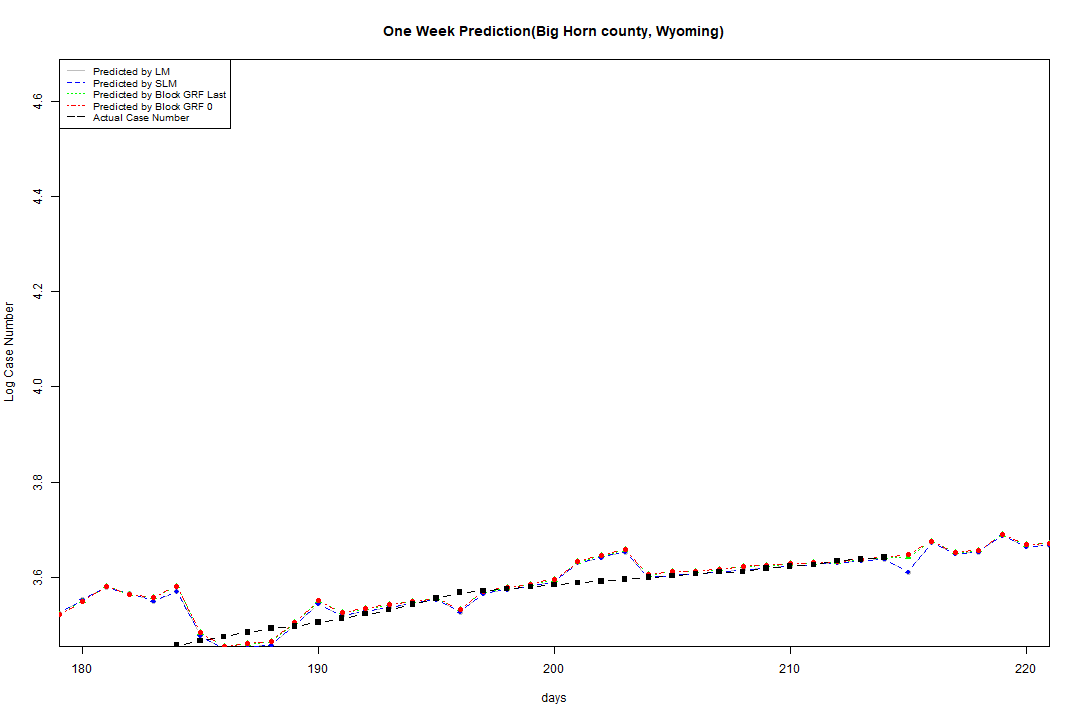 One Week Prediction(Big Horn county, Wyoming)
Predicted by LM
Predicted by SLM
Predicted by Block GRF Last
Predicted by Block GRF 0
Actual Case Number
4.6
4.4
4.2
4.0
3.8
3.6
Log Case Number
180 190 200 210 220
days